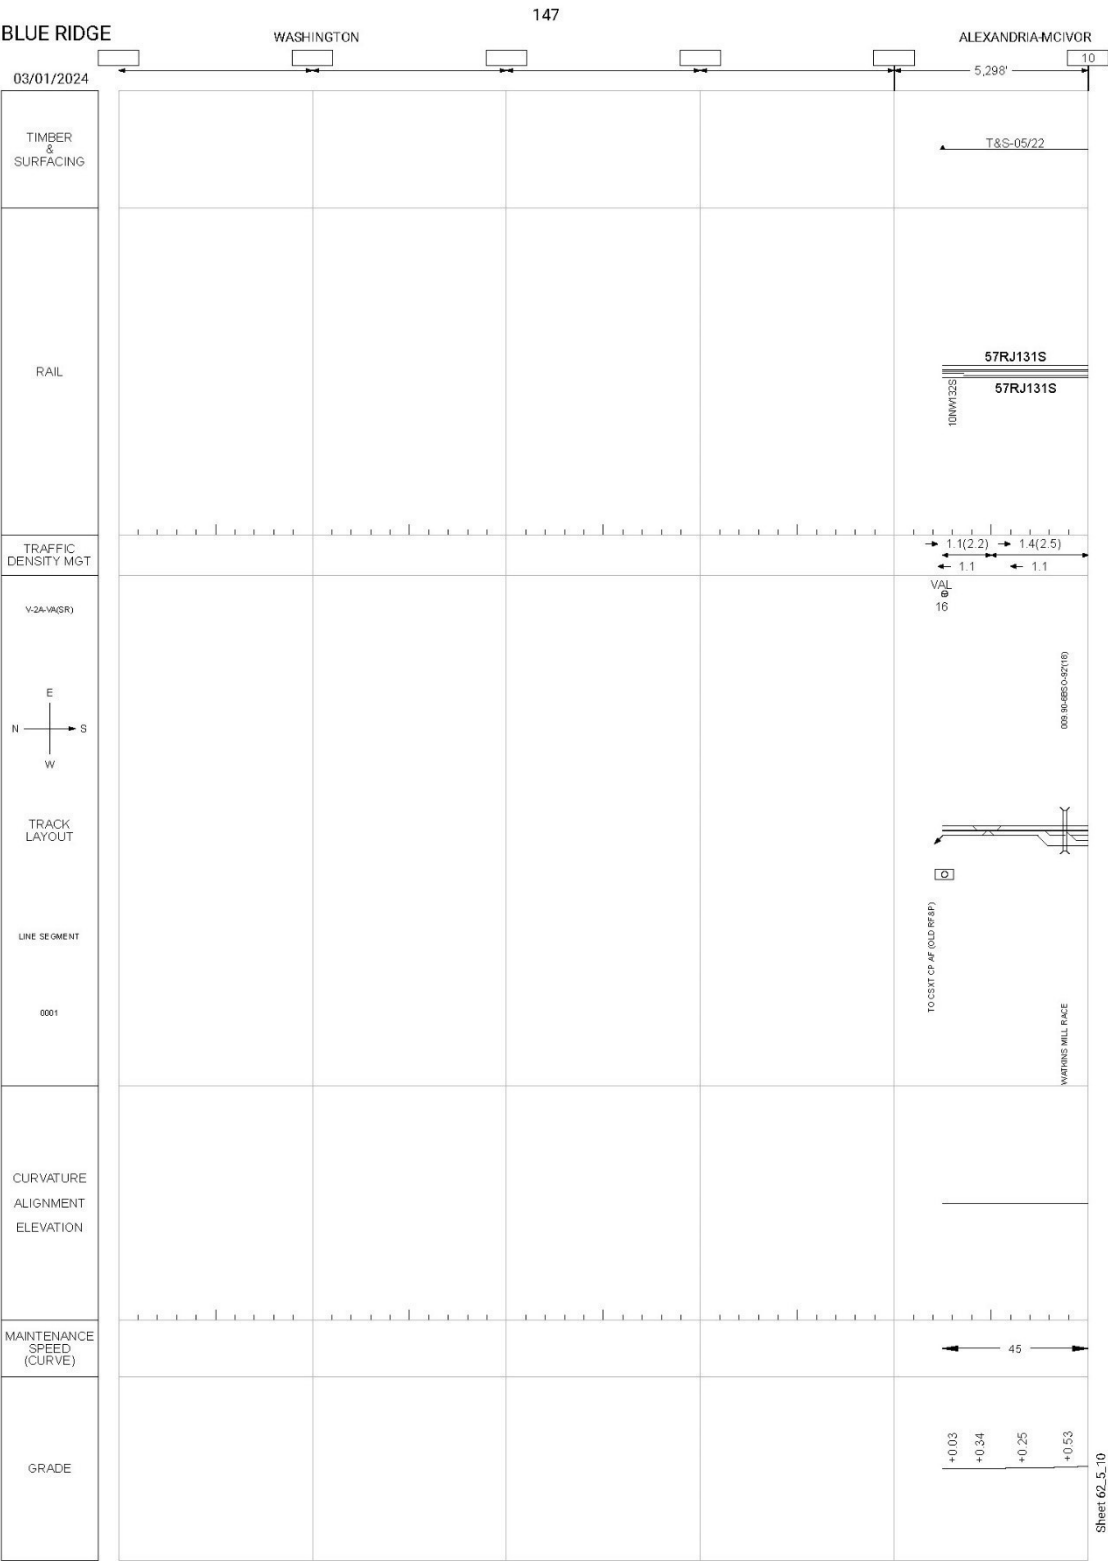 147
BLUE RIDGE
WASHINGTON
ALEXANDRIA-MCIVOR
10
03/01/2024
5,298'
TIMBER
&
SURFACING
T&S-05/22
RAIL
57RJ131S
57RJ131S
10NW132S
TRAFFIC
DENSITY MGT
1.1(2.2)
1.4(2.5)
1.1
1.1
V-2A-VA(SR)
VAL
16
009.90-6BSO-92'(16)
E
N
S
W
TRACK
LAYOUT
TO CSXT CP AF (OLD RF&P)
LINE SEGMENT
0001
WATKINS MILL RACE
CURVATURE
ALIGNMENT
ELEVATION
MAINTENANCE
SPEED
(CURVE)
45
GRADE
+0.03
+0.34
+0.25
+0.53
Sheet 62_5_10